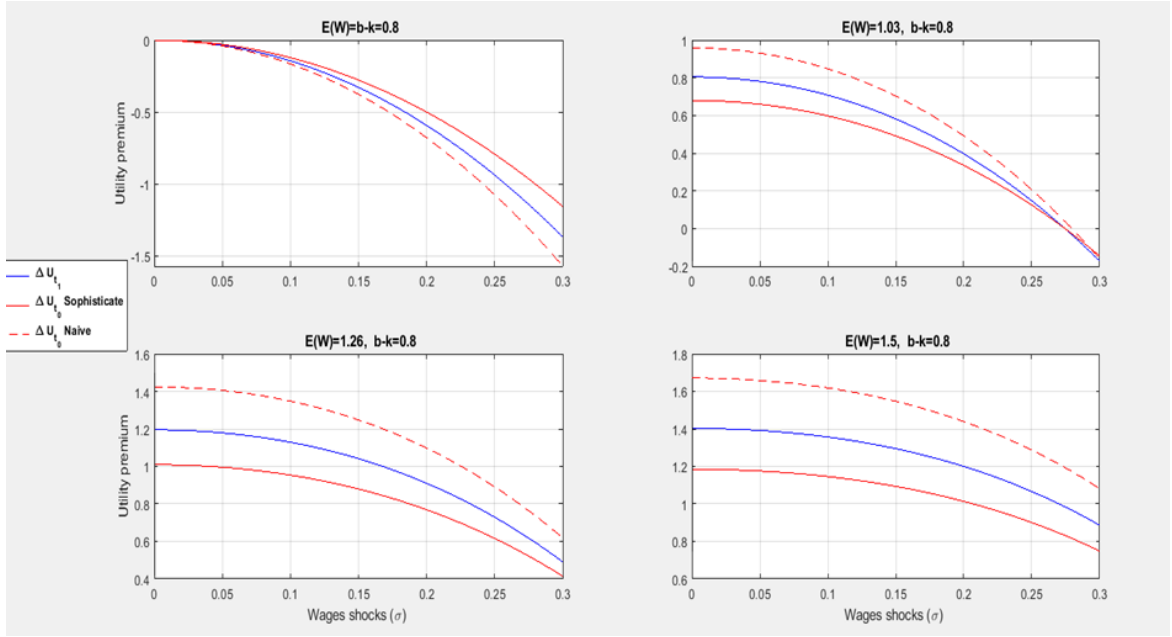 E(W)=b-k=0.8
0
-0.5
-1
-1.5
Utility premium
0 0.05 0.1 0.15 0.2 0.25 0.3
E(W)=1.03, b-k=0.8
1
0.8
0.6
0.4
0.2
0
-0.2
0 0.05 0.1 0.15 0.2 0.25 0.3
Δ U_{t_1}
Δ U_{t_0} Sophisticate
Δ U_{t_0} Naive
E(W)=1.26, b-k=0.8
1.6
1.4
1.2
1
0.8
0.6
0.4
Utility premium
0 0.05 0.1 0.15 0.2 0.25 0.3
Wages shocks (σ)
E(W)=1.5, b-k=0.8
1.8
1.6
1.4
1.2
1
0.8
0.6
0 0.05 0.1 0.15 0.2 0.25 0.3
Wages shocks (σ)